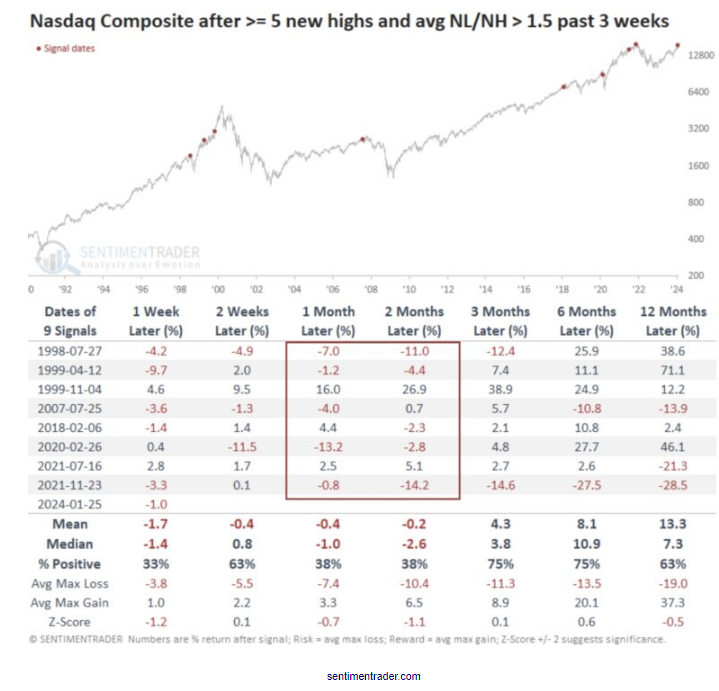 Nasdaq Composite after >= 5 new highs and avg NL/NH > 1.5 past 3 weeks
• Signal dates
12800
6400
3200
1600
800
400
200
SENTIMENTRADER
Analysis over Emotion
0 '92 '94 '96 '98 '00 '02 '04 '06 '08 '10 '12 '14 '16 '18 '20 '22 '24
Dates of 1 Week 2 Weeks 1 Month 2 Months 3 Months 6 Months 12 Months
9 Signals Later (%) Later (%) Later (%) Later (%) Later (%) Later (%) Later (%)
1998-07-27 -4.2 -4.9 -7.0 -11.0 -12.4 25.9 38.6
1999-04-12 -9.7 2.0 -1.2 -4.4 7.4 11.1 71.1
1999-11-04 4.6 9.5 16.0 26.9 38.9 24.9 12.2
2007-07-25 -3.6 -1.3 -4.0 0.7 5.7 -10.8 -13.9
2018-02-06 -1.4 1.4 4.4 -2.3 2.1 10.8 2.4
2020-02-26 0.4 -11.5 -13.2 -2.8 4.8 27.7 46.1
2021-07-16 2.8 1.7 2.5 5.1 2.7 2.6 -21.3
2021-11-23 -3.3 0.1 -0.8 -14.2 -14.6 -27.5 -28.5
2024-01-25 -1.0
Mean -1.7 -0.4 -0.4 -0.2 4.3 8.1 13.3
Median -1.4 0.8 -1.0 -2.6 3.8 10.9 7.3
% Positive 33% 63% 38% 38% 75% 75% 63%
Avg Max Loss -3.8 -5.5 -7.4 -10.4 -11.3 -13.5 -19.0
Avg Max Gain 1.0 2.2 3.3 6.5 8.9 20.1 37.3
Z-Score -1.2 0.1 -0.7 -1.1 0.1 0.6 -0.5
© SENTIMENTRADER Numbers are % return after signal; Risk = avg max loss; Reward = avg max gain; Z-Score +/- 2 suggests significance.
sentimentrader.com